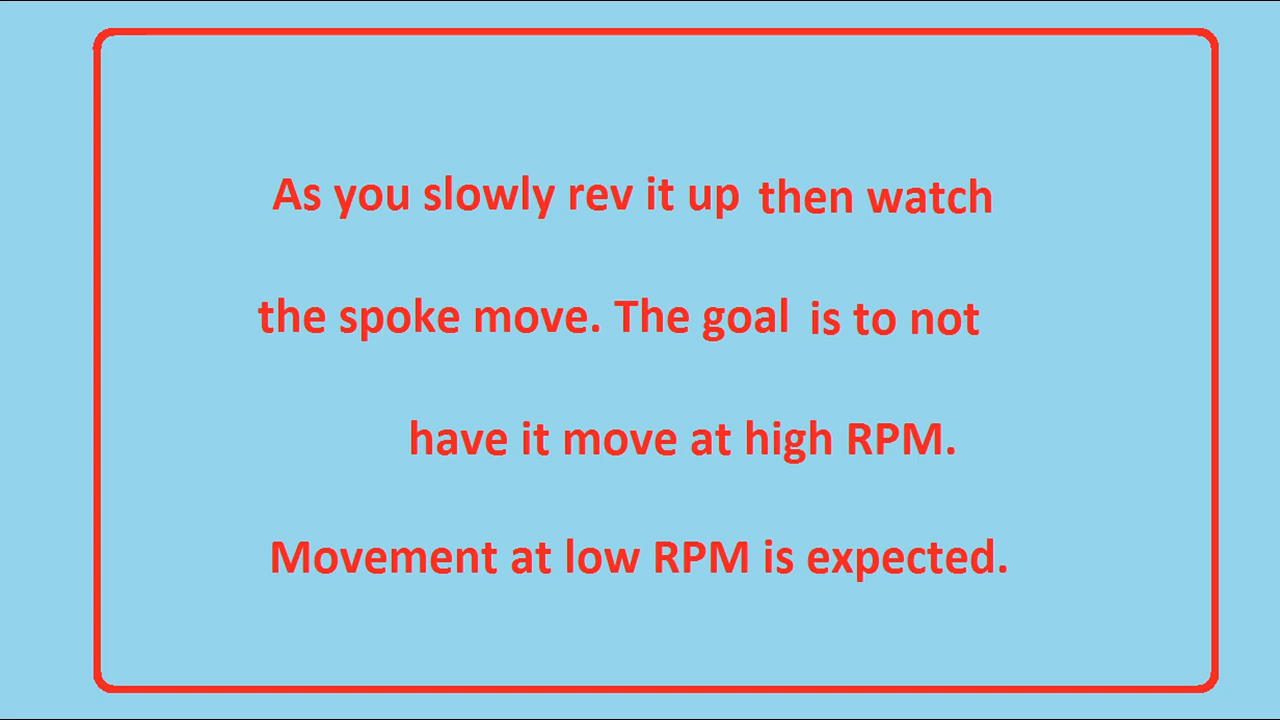 As you slowly rev it up then watch
the spoke move. The goal is to not
have it move at high RPM.
Movement at low RPM is expected.